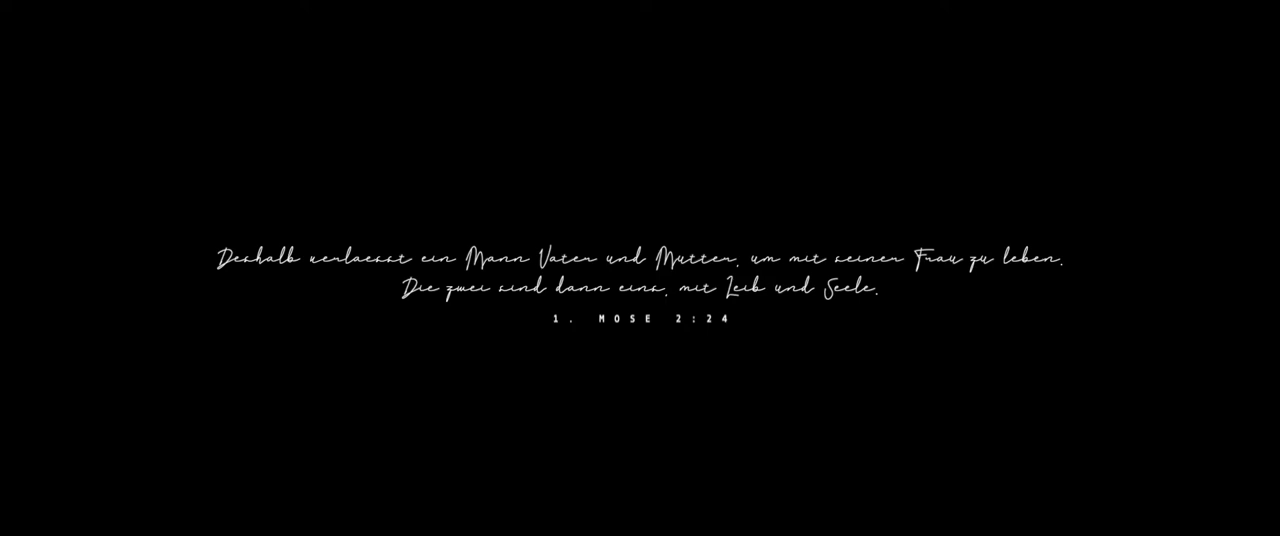 Deshalb verlaesst ein Mann Vater und Mutter, um mit seiner Frau zu leben.
Die zwei sind dann eins, mit Leib und Seele.
1. MOSE 2:24